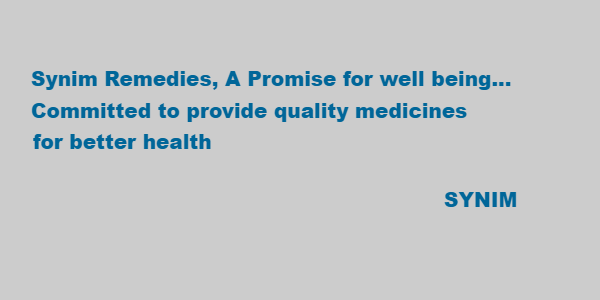 Synim Remedies, A Promise for well being...
Committed to provide quality medicines
for better health
SYNIM